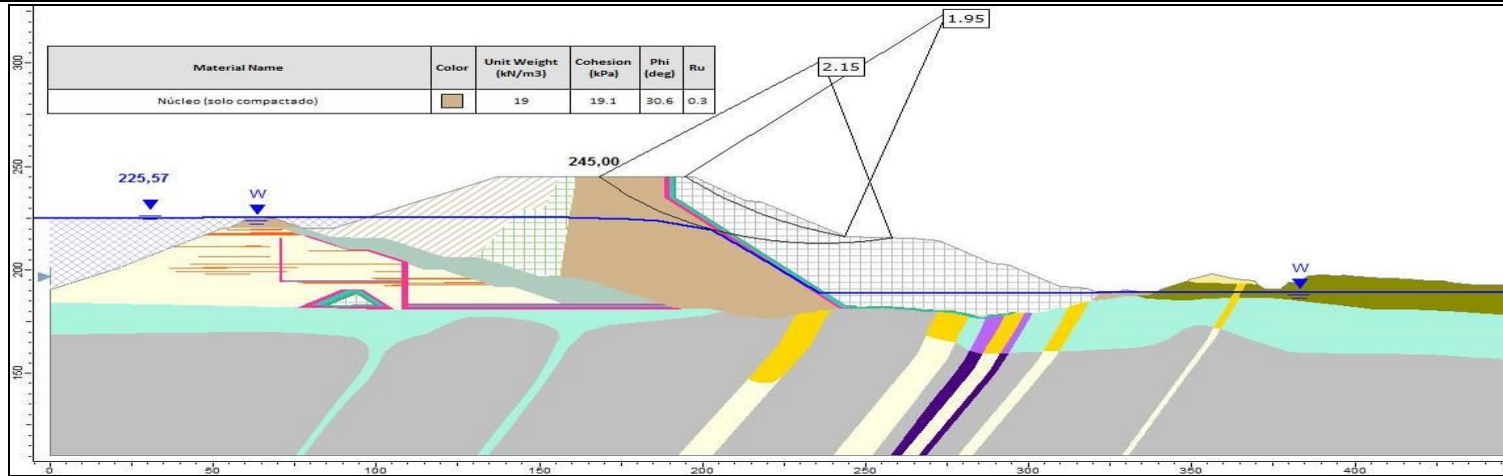 1.95
2.15
Material Name Color Unit Weight (kN/m3) Cohesion (kPa) Phi (deg) Ru
Núcleo (solo compactado) 19 19.1 30.6 0.3
245,00
225,57
W
W
300
250
200
150
0 50 100 150 200 250 300 350 400